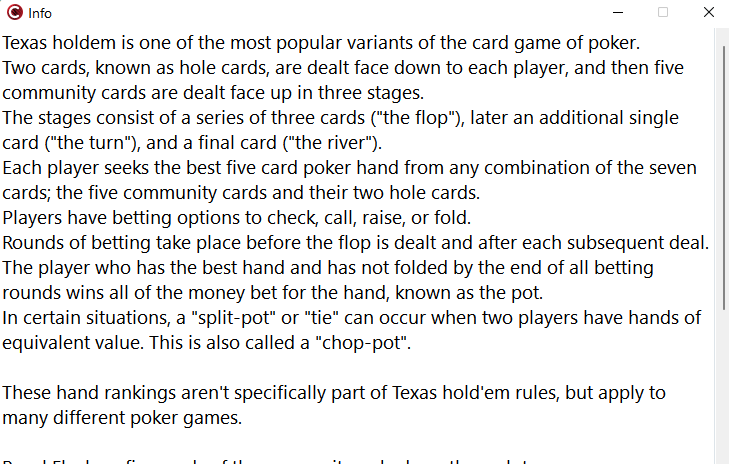 Info
Texas holdem is one of the most popular variants of the card game of poker.
Two cards, known as hole cards, are dealt face down to each player, and then five
community cards are dealt face up in three stages.
The stages consist of a series of three cards ("the flop"), later an additional single
card ("the turn"), and a final card ("the river").
Each player seeks the best five card poker hand from any combination of the seven
cards; the five community cards and their two hole cards.
Players have betting options to check, call, raise, or fold.
Rounds of betting take place before the flop is dealt and after each subsequent deal.
The player who has the best hand and has not folded by the end of all betting
rounds wins all of the money bet for the hand, known as the pot.
In certain situations, a "split-pot" or "tie" can occur when two players have hands of
equivalent value. This is also called a "chop-pot".
These hand rankings aren't specifically part of Texas hold'em rules, but apply to
many different poker games.